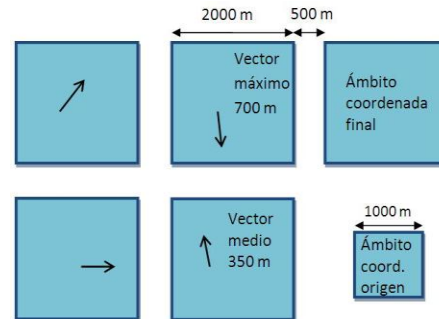 2000 m
500 m
Vector
máximo
700 m
Ámbito
coordenada
final
Vector
medio
350 m
1000 m
Ámbito
coord.
origen